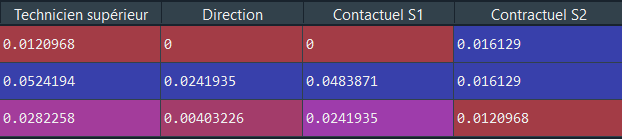 Technicien supérieur Direction Contactuel S1 Contractuel S2
0.0120968 0 0 0.016129
0.0524194 0.0241935 0.0483871 0.016129
0.0282258 0.00403226 0.0241935 0.0120968